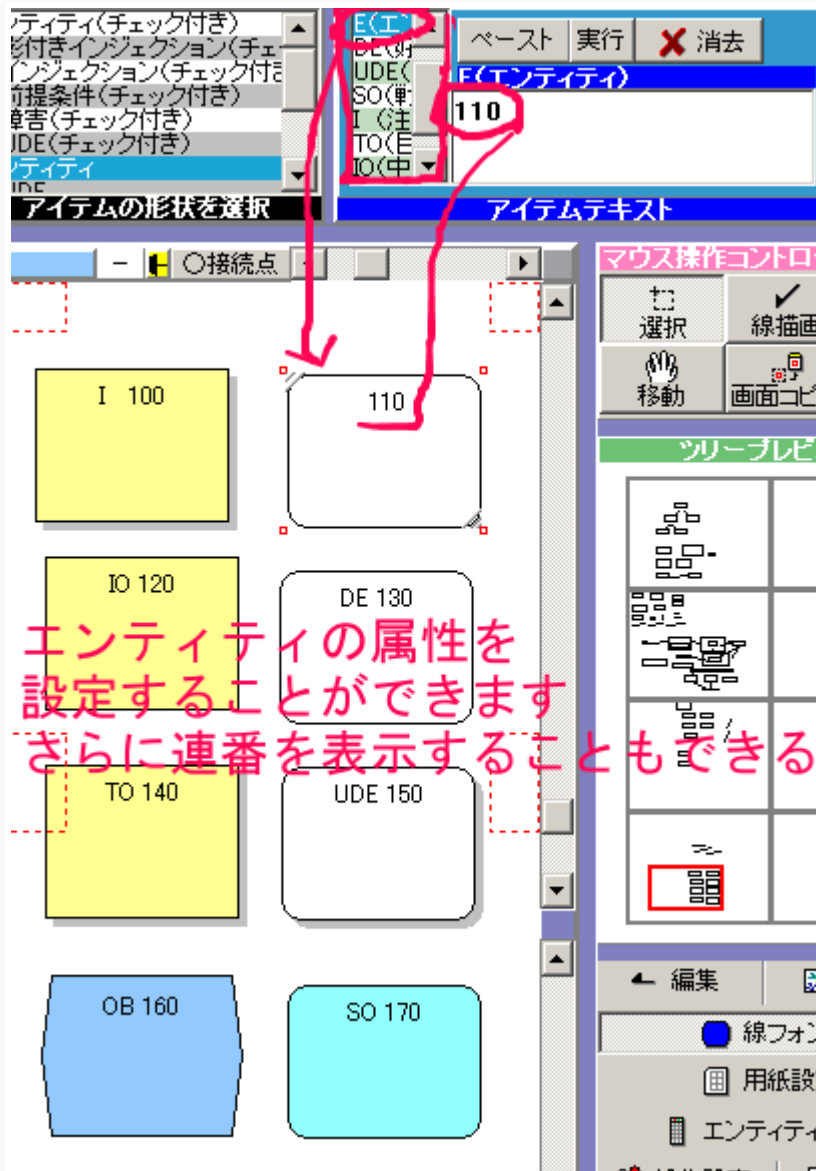 ティティ(チェック付き)
形付きインジェクション(チェ
インジェクション(チェック付き
前提条件(チェック付き)
障害(チェック付き)
UDE(チェック付き)
ンティティ
UDE
アイテムの形状を選択
E(エン
DE(好
UDE(
SO(戦
I (注
TO(目
IO(中
ペースト 実行 消去
E(エンティティ)
110
アイテムテキスト
○接続点
マウス操作コントロー
選択
線描画
移動
画面コピ
ツリープレビ
I 100
110
IO 120
DE 130
エンティティの属性を
設定することができます
さらに連番を表示することもできる
TO 140
UDE 150
OB 160
SO 170
編集
線フォン
用紙設
エンティティ